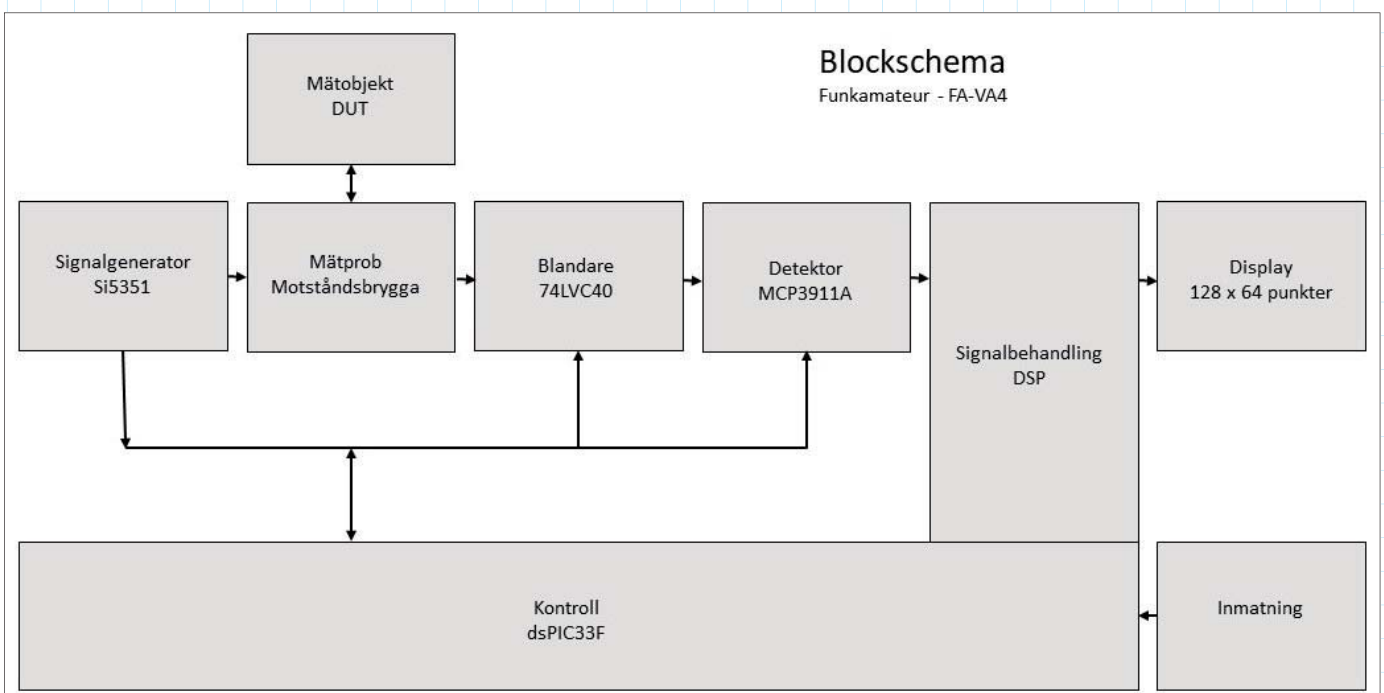 Blockschema
Funkamateur - FA-VA4
Mätobjekt
DUT
Signalgenerator
Si5351
Mätprob
Motståndsbrygga
Blandare
74LVC40
Detektor
MCP3911A
Signalbehandling
DSP
Display
128 x 64 punkter
Kontroll
dsPIC33F
Inmatning